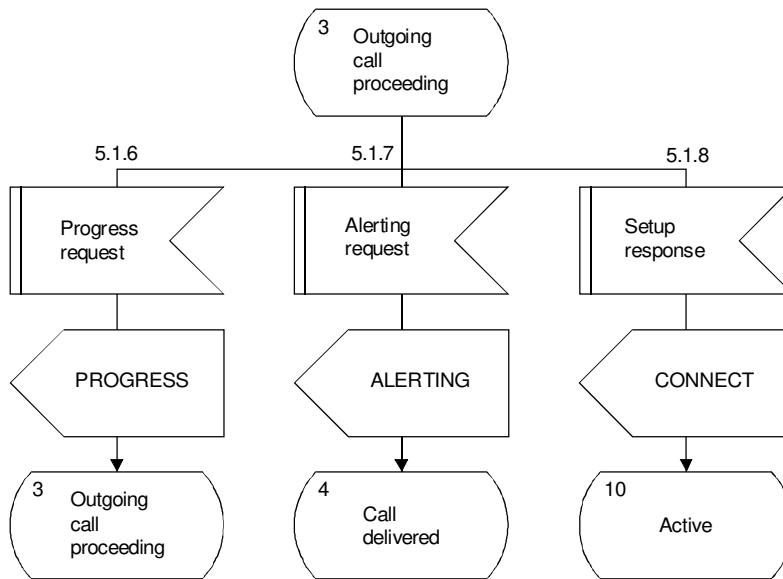 3
Outgoing
call
proceeding
5.1.6
5.1.7
5.1.8
Progress
request
Alerting
request
Setup
response
PROGRESS
ALERTING
CONNECT
3
Outgoing
call
proceeding
4
Call
delivered
10
Active